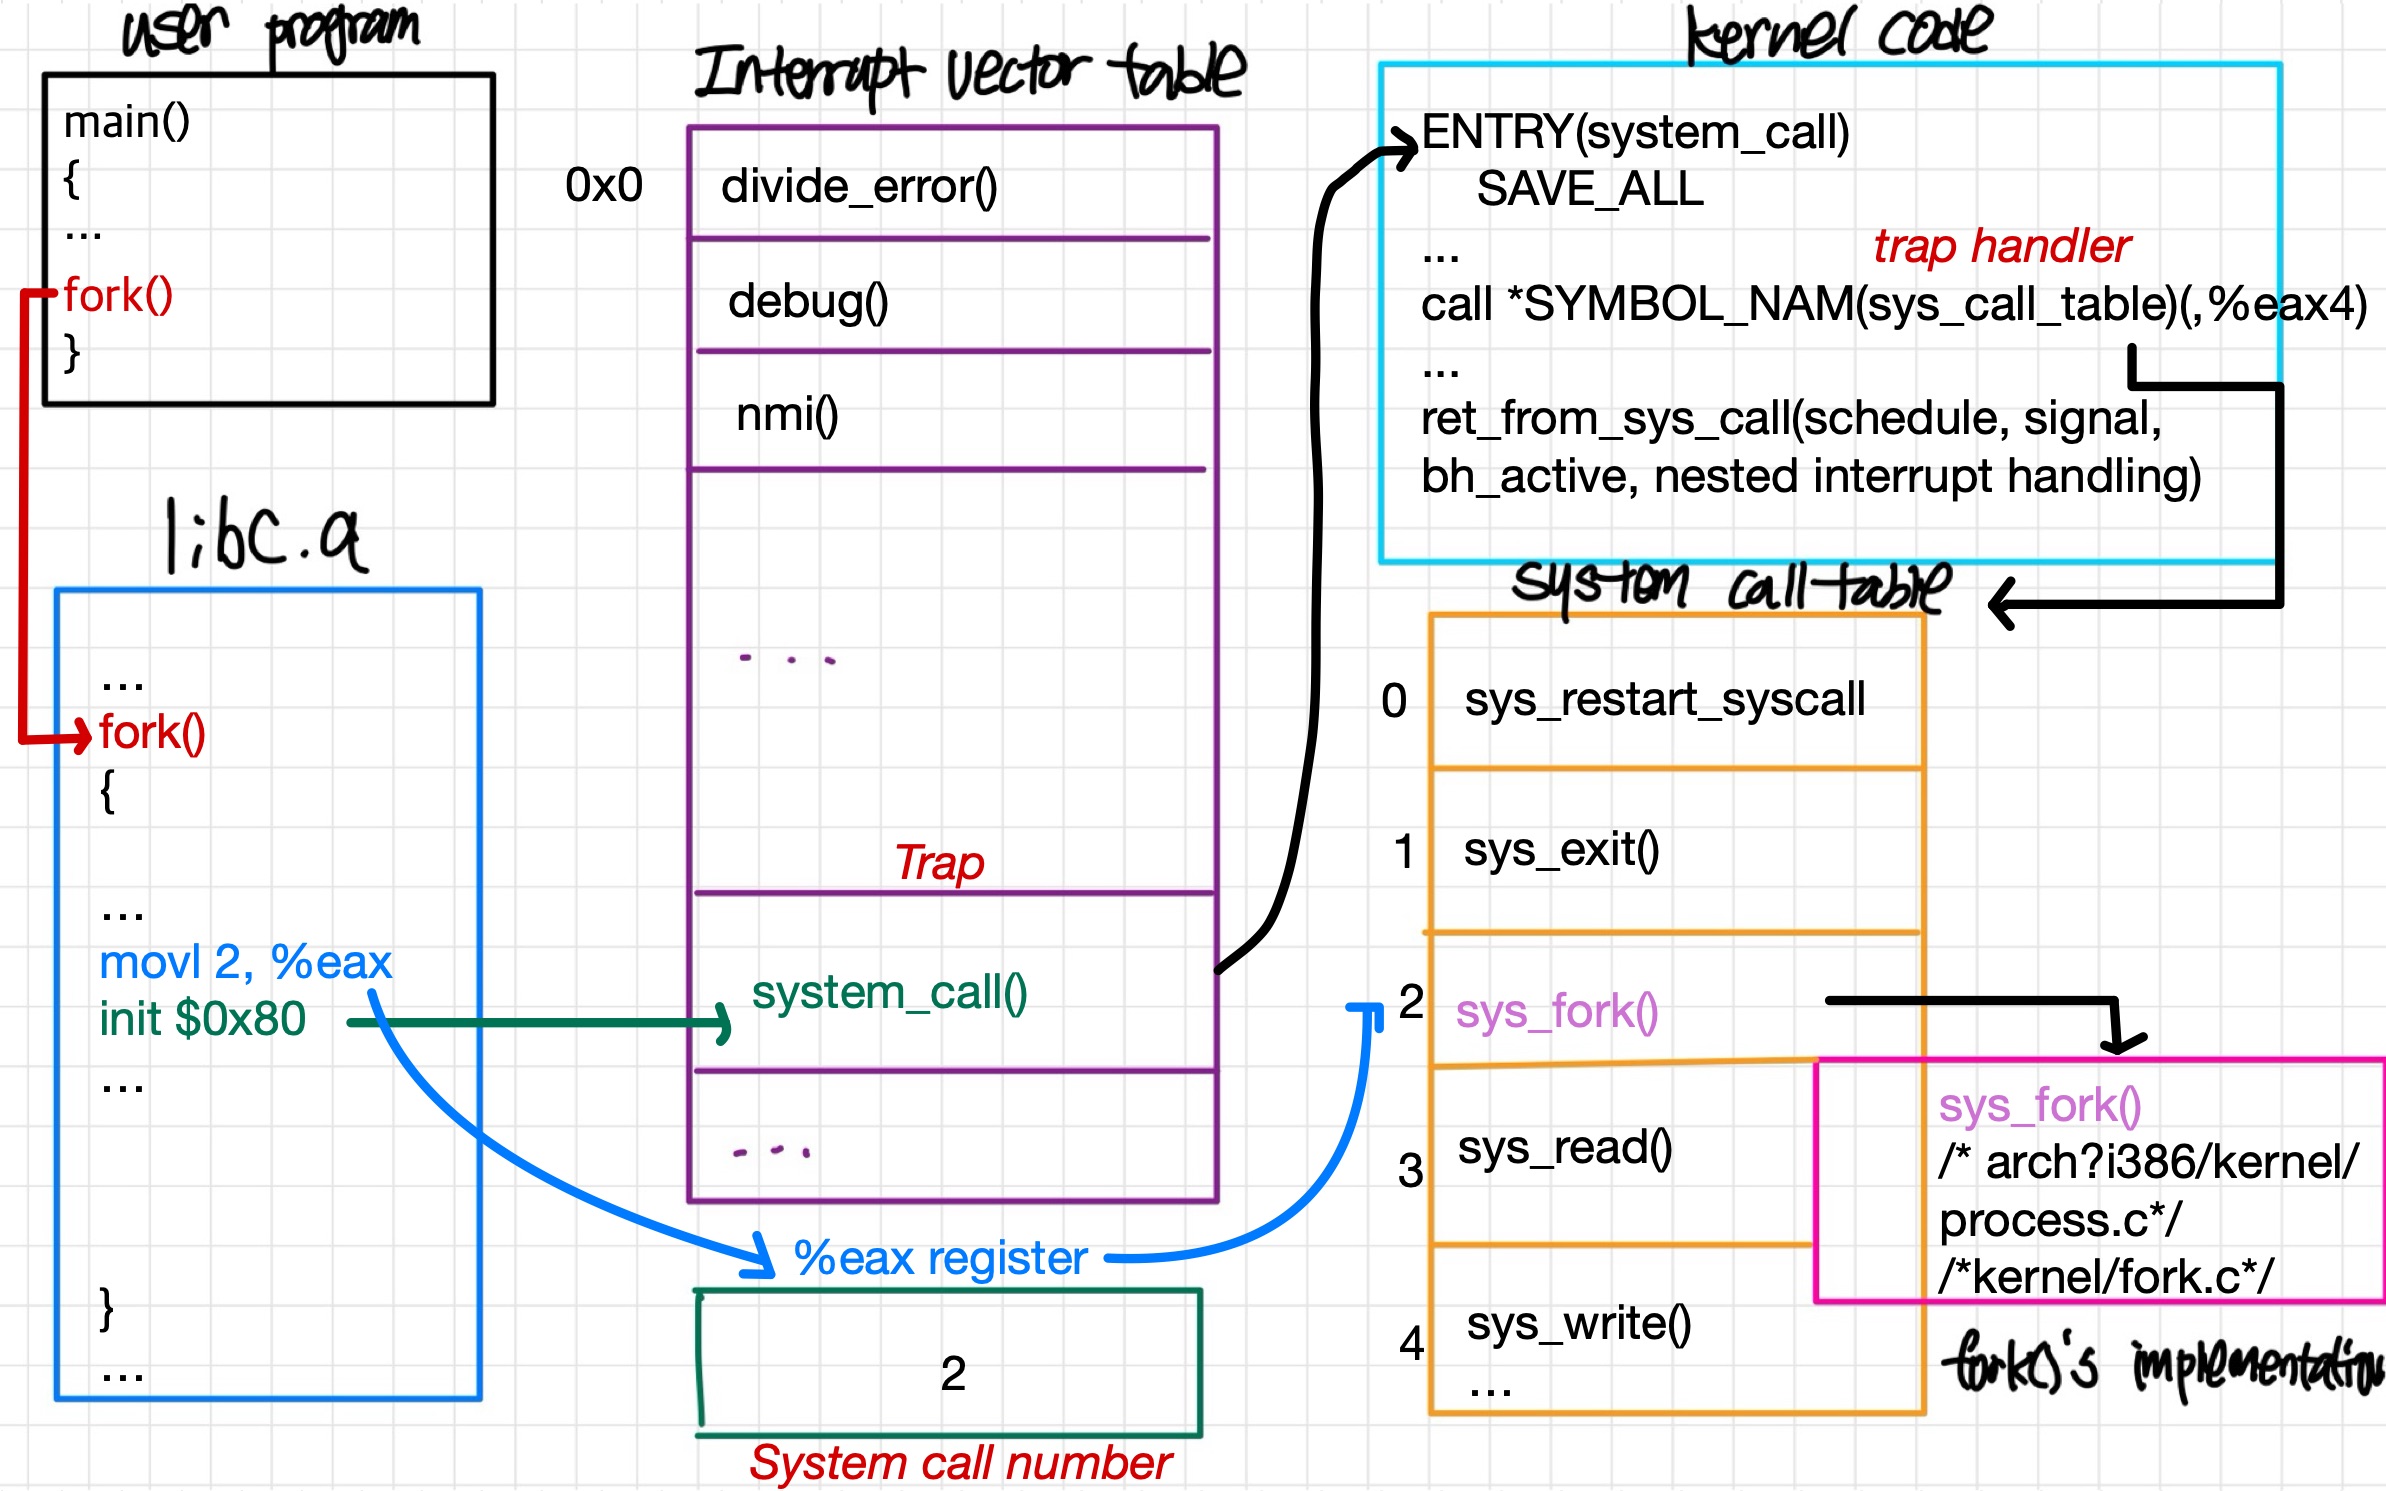 user program
main()
{
...
fork()
}
libc.a
...
fork()
{
...
movl 2, %eax
init $0x80
...
}
...
Interrupt vector table
0x0
divide_error()
debug()
nmi()
...
Trap
system_call()
...
%eax register
2
System call number
kernel code
ENTRY(system_call)
SAVE_ALL
...
trap handler
call *SYMBOL_NAM(sys_call_table)(,%eax4)
...
ret_from_sys_call(schedule, signal,
bh_active, nested interrupt handling)
system call table
0 sys_restart_syscall
1 sys_exit()
2 sys_fork()
3 sys_read()
4 sys_write()
...
sys_fork()
/* arch?i386/kernel/
process.c*/
/*kernel/fork.c*/
fork()'s implementation